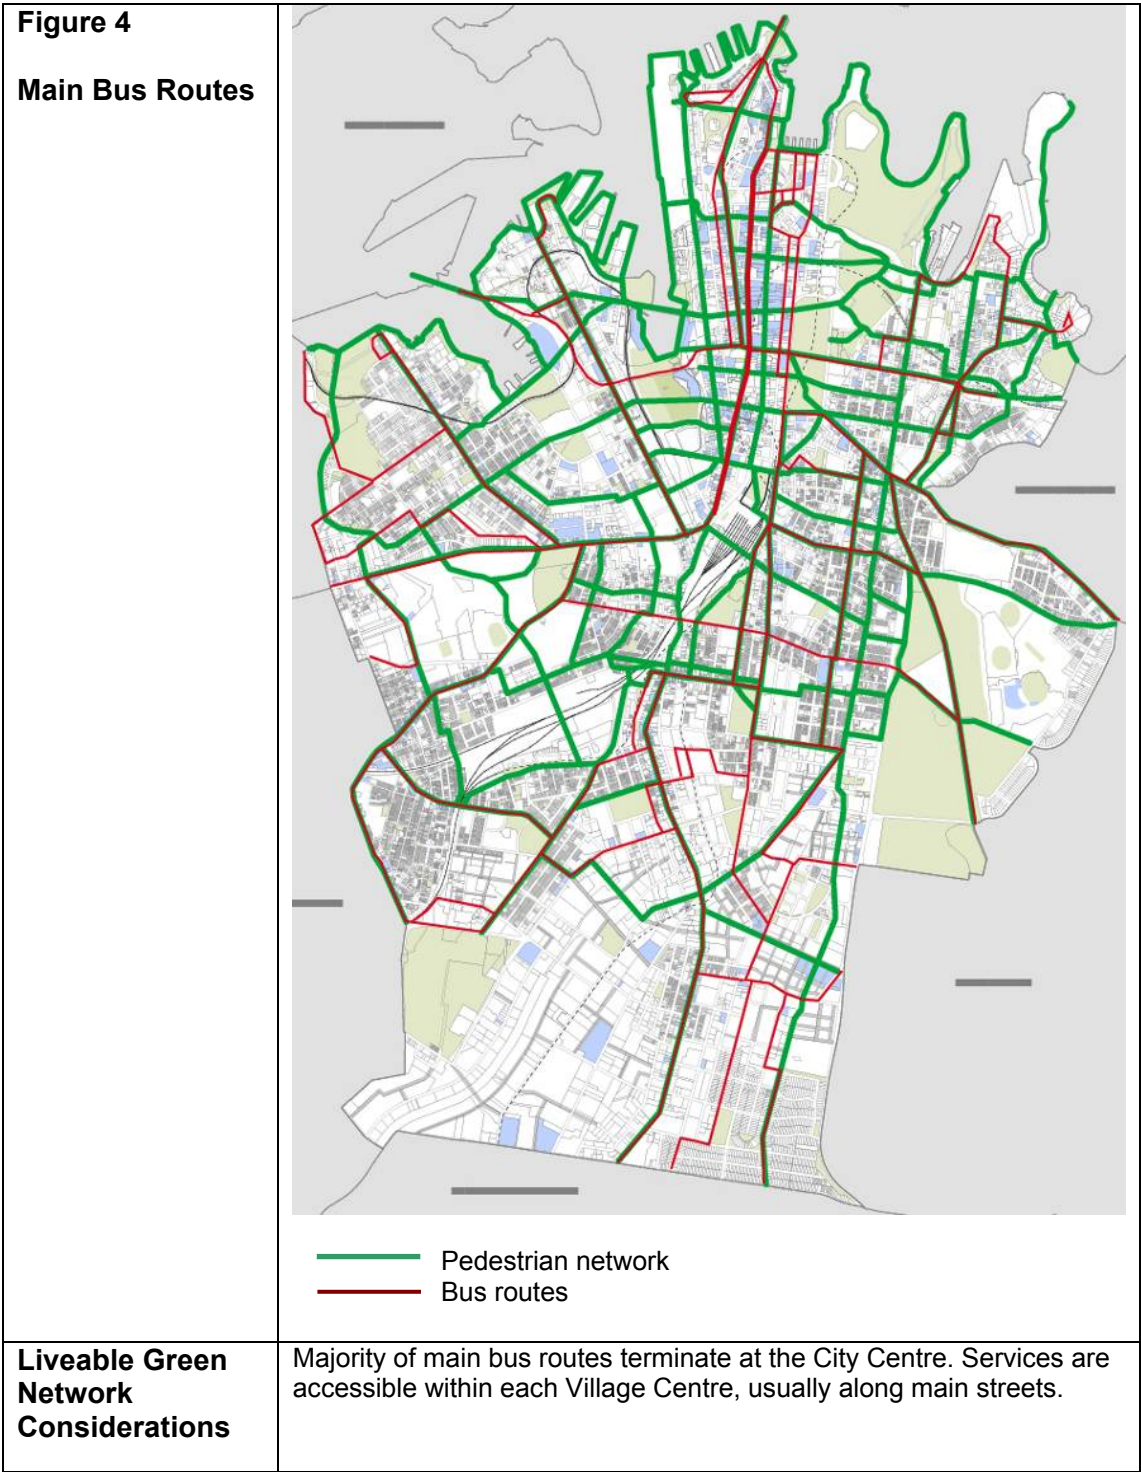 Figure 4
Main Bus Routes
Pedestrian network
Bus routes
Liveable Green
Network
Considerations
Majority of main bus routes terminate at the City Centre. Services are
accessible within each Village Centre, usually along main streets.